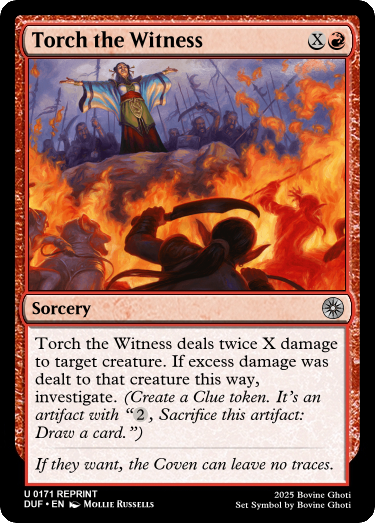 Torch the Witness X
Sorcery
Torch the Witness deals twice X damage
to target creature. If excess damage was
dealt to that creature this way,
investigate. (Create a Clue token. It's an
artifact with “2, Sacrifice this artifact:
Draw a card.”)
If they want, the Coven can leave no traces.
U 0171 REPRINT
DUF • EN Mollie Russells
2025 Bovine Ghoti
Set Symbol by Bovine Ghoti